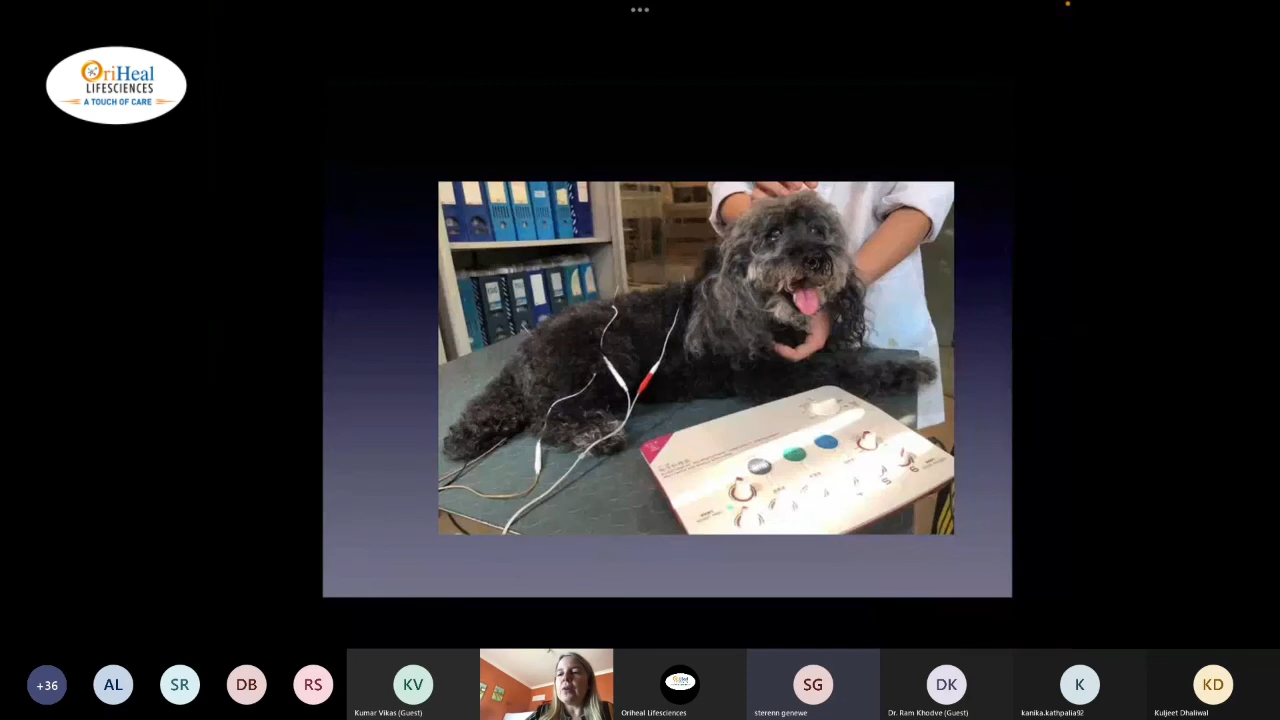 OriHeal
LIFESCIENCES
A TOUCH OF CARE
+36
AL
SR
DB
RS
KV
SG
DK
K
KD
Kumar Vikas (Guest)
Oriheal Lifesciences
sterenn genewe
Dr. Ram Khodve (Guest)
kanika.kathpalia92
Kuljeet Dhaliwal